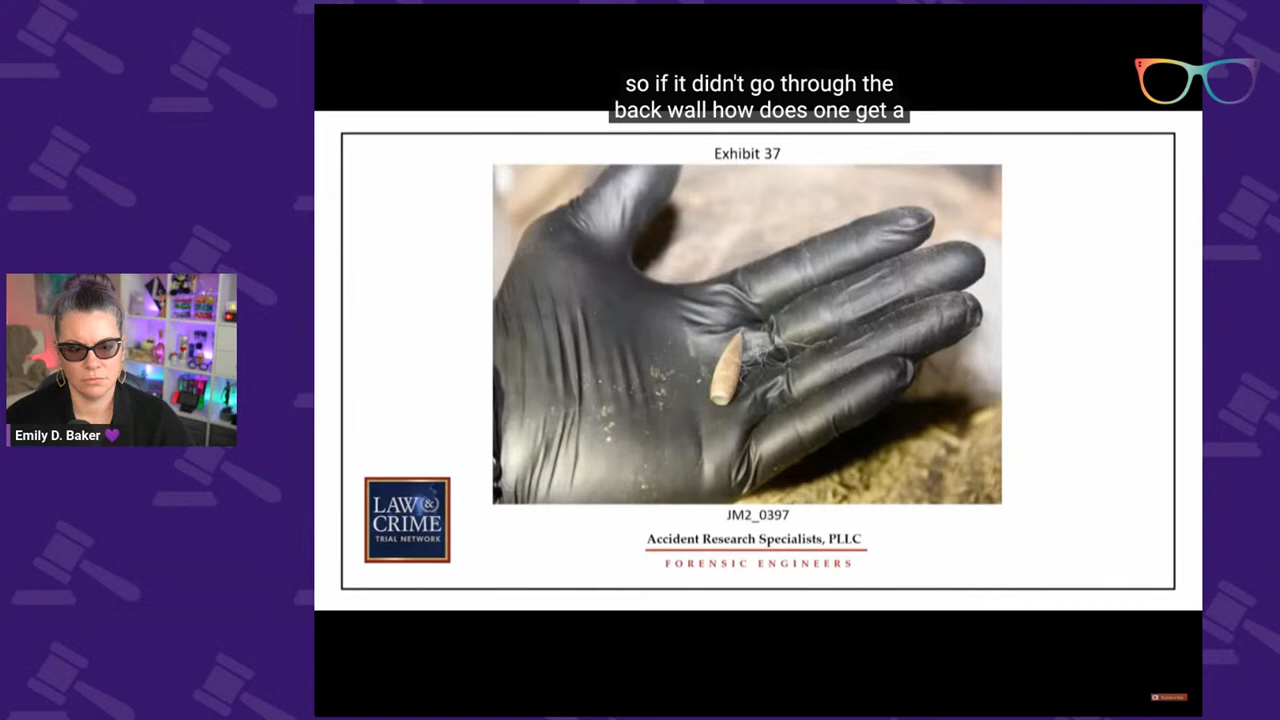 so if it didn't go through the
back wall how does one get a
Exhibit 37
Emily D. Baker 💜
LAW &
CRIME
TRIAL NETWORK
JM2_0397
Accident Research Specialists, PLLC
FORENSIC ENGINEERS